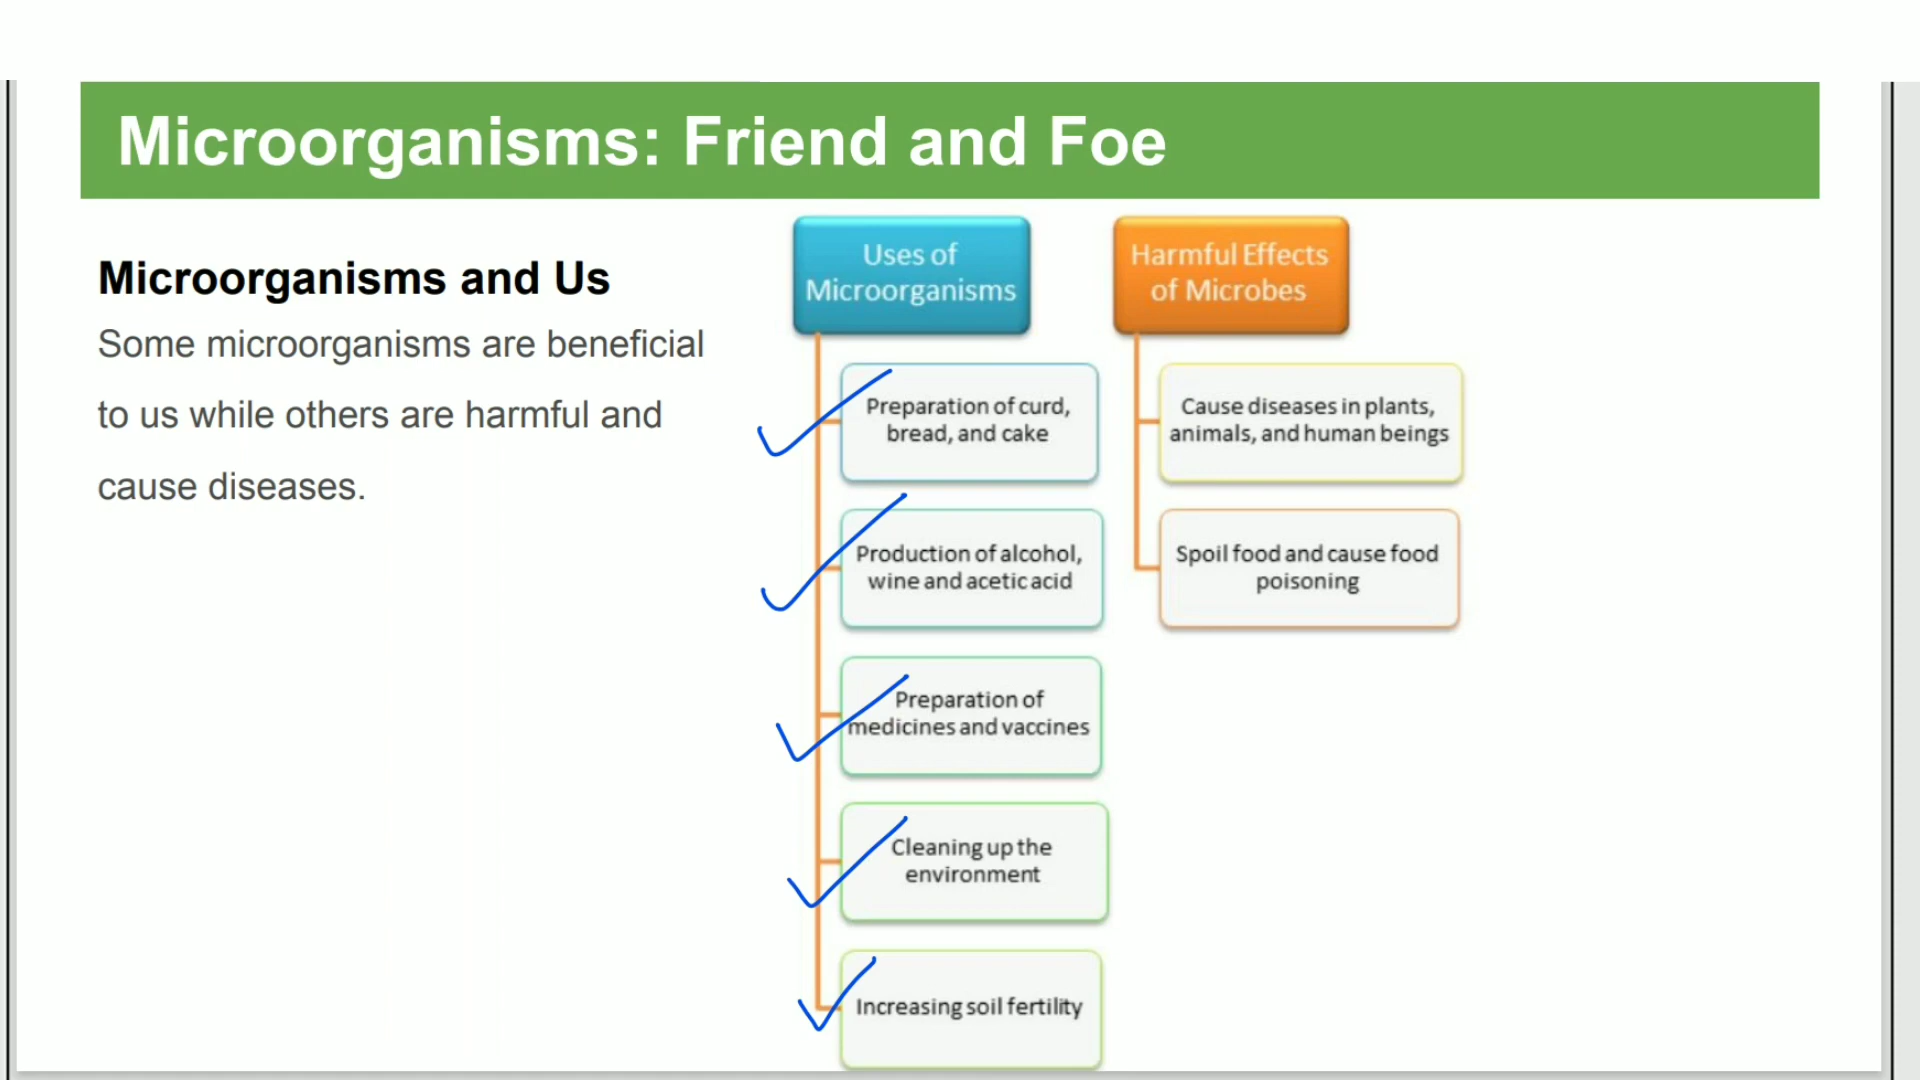 Microorganisms: Friend and Foe
Microorganisms and Us
Some microorganisms are beneficial
to us while others are harmful and
cause diseases.
Uses of
Microorganisms
Preparation of curd,
bread, and cake
Production of alcohol,
wine and acetic acid
Preparation of
medicines and vaccines
Cleaning up the
environment
Increasing soil fertility
Harmful Effects
of Microbes
Cause diseases in plants,
animals, and human beings
Spoil food and cause food
poisoning